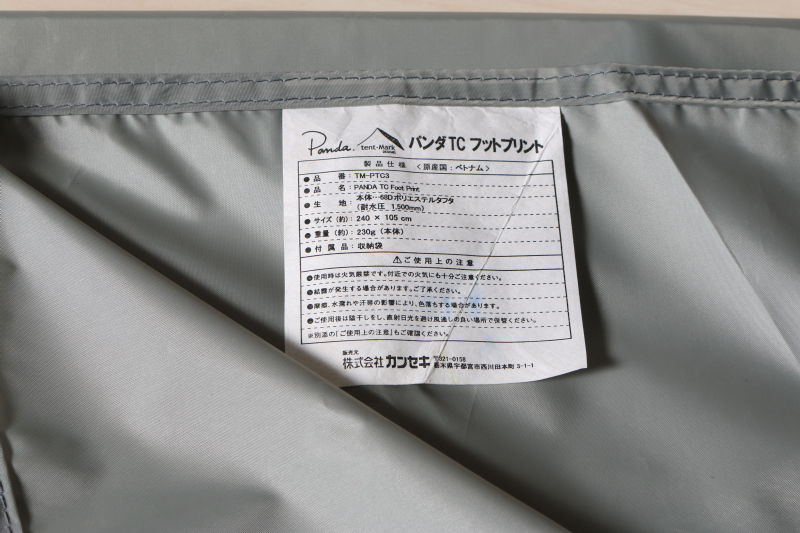 Panda. tent-Mark DESIGNS パンダTC フットプリント
製品仕様 〈原産国：ベトナム〉
●品　番：TM-PTC3
●品　名：PANDA TC Foot Print
●生　地：本体…68Dポリエステルタフタ
(耐水圧 1,500mm)
●サイズ(約)：240 × 105 cm
●重量(約)：230g（本体）
●付属品：収納袋
⚠ご使用上の注意
●使用時は火気厳禁です。付近での火気にも十分ご注意ください。
●結露が発生する場合があります。ご了承ください。
●摩擦、水濡れや汗等の影響により、色落ちする場合があります。
●ご使用後は陰干しをし、直射日光を避け風通しの良い場所で保管ください。
※別添の「ご使用上の注意」もご確認ください。
販売元
株式会社カンセキ
〒321-0158
栃木県宇都宮市西川田本町3-1-1